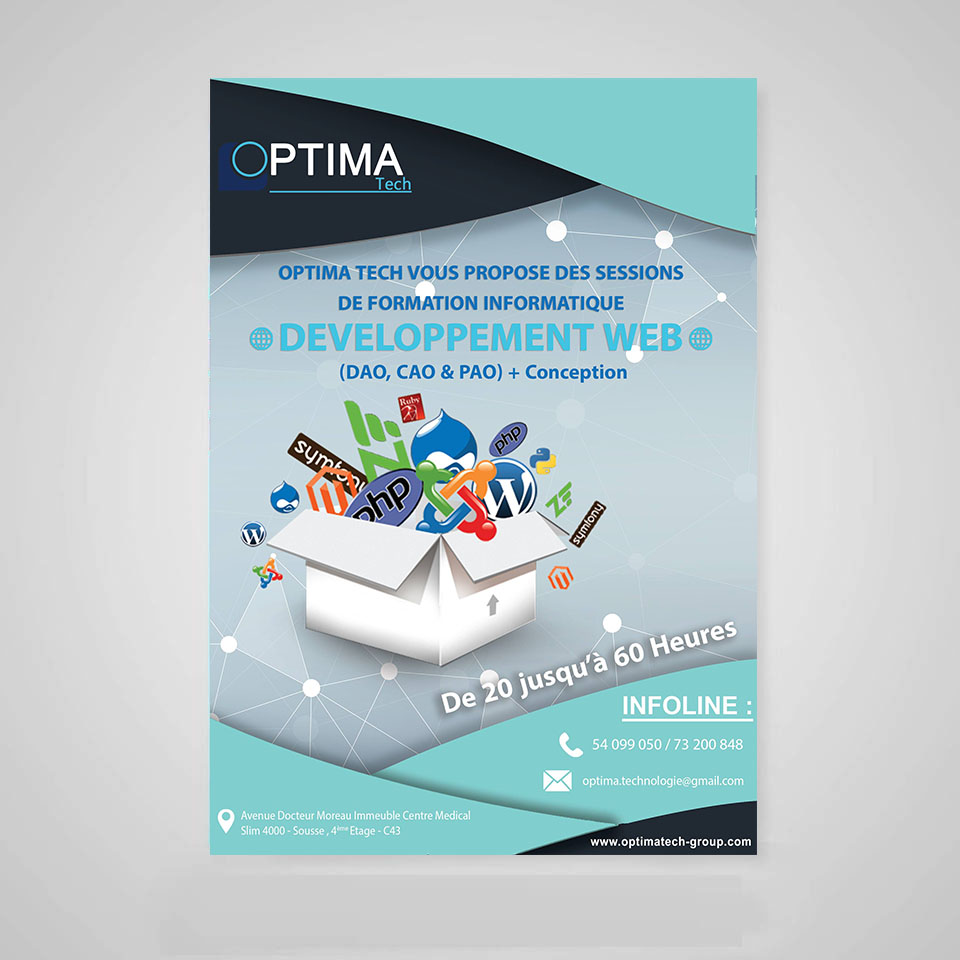 OPTIMA
Tech
OPTIMA TECH VOUS PROPOSE DES SESSIONS
DE FORMATION INFORMATIQUE
DEVELOPPEMENT WEB
(DAO, CAO & PAO) + Conception
Ruby
php
symfony
php
W
symfony
W
De 20 jusqu'à 60 Heures
INFOLINE :
54 099 050 / 73 200 848
optima.technologie@gmail.com
Avenue Docteur Moreau Immeuble Centre Medical
Slim 4000 - Sousse , 4ème Etage - C43
www.optimatech-group.com